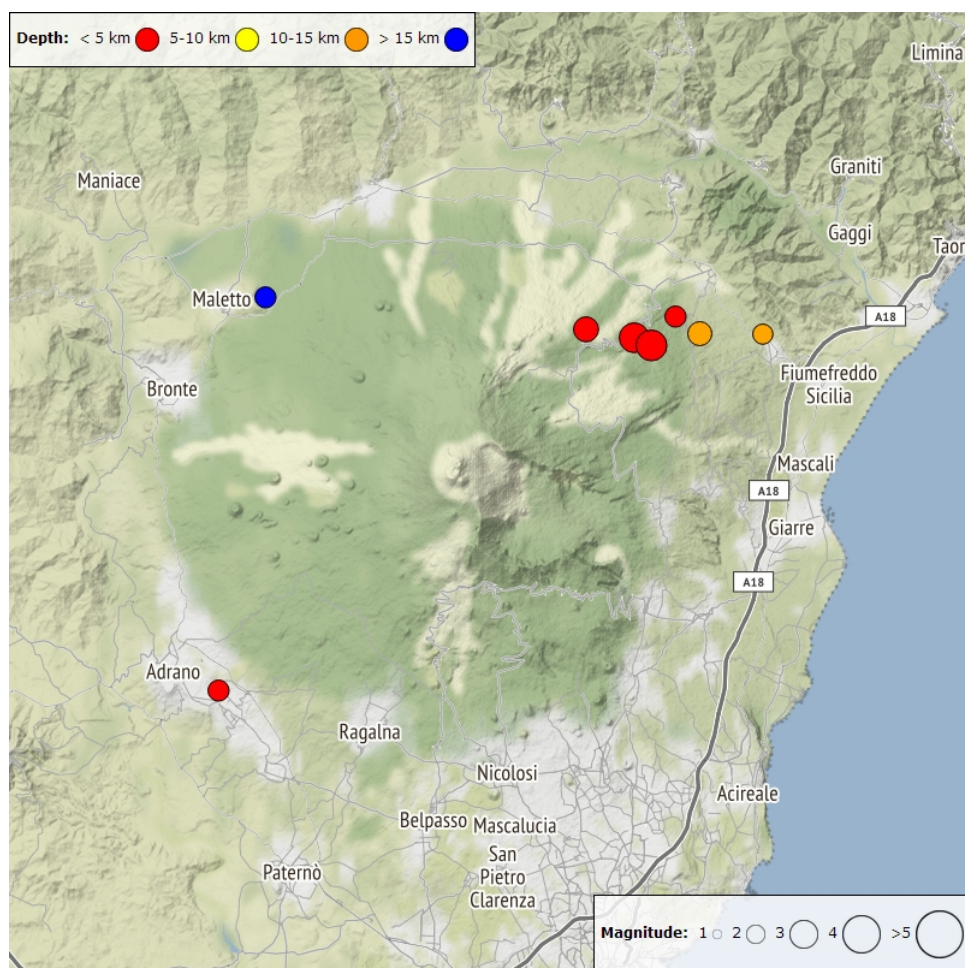 Depth: < 5 km 5-10 km 10-15 km > 15 km
Limina
Graniti
Maniace
Gaggi
Taor
Maletto
A18
Bronte
Fiumefreddo
Sicilia
Mascali
A18
Giarre
A18
Adrano
Ragalna
Nicolosi
Acireale
Belpasso
Mascalucia
San
Pietro
Clarenza
Paternò
Magnitude: 1 2 3 4 >5